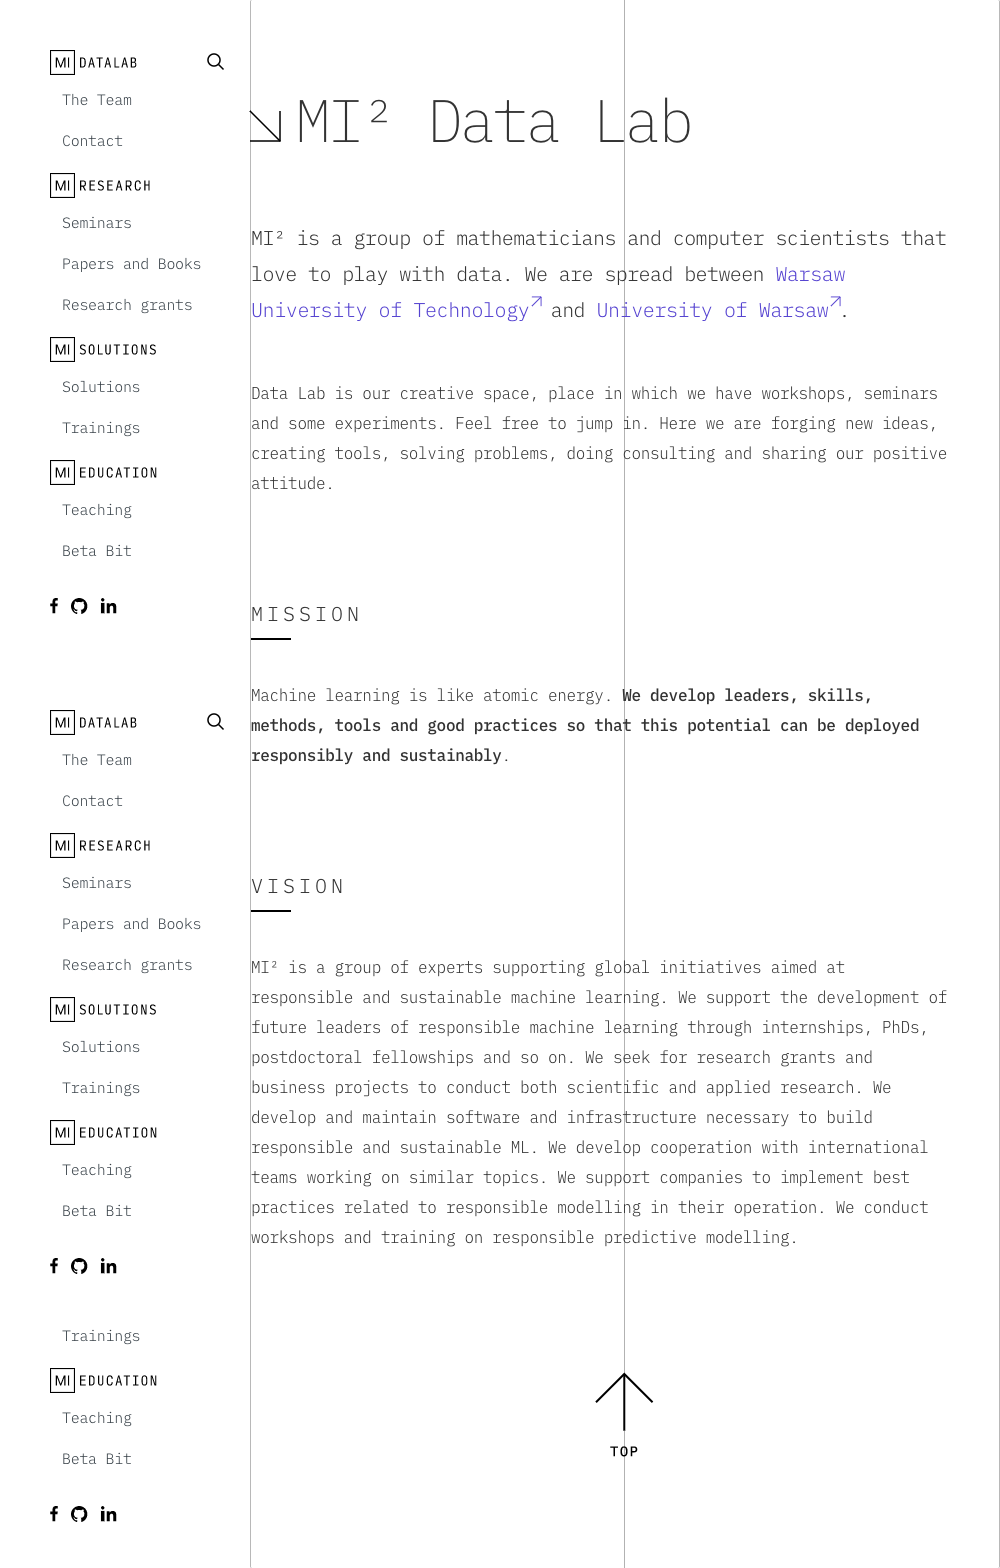 MI DATALAB
The Team
Contact
MI RESEARCH
Seminars
Papers and Books
Research grants
MI SOLUTIONS
Solutions
Trainings
MI EDUCATION
Teaching
Beta Bit
MI DATALAB
The Team
Contact
MI RESEARCH
Seminars
Papers and Books
Research grants
MI SOLUTIONS
Solutions
Trainings
MI EDUCATION
Teaching
Beta Bit
Trainings
MI EDUCATION
Teaching
Beta Bit
MI² Data Lab
MI² is a group of mathematicians and computer scientists that
love to play with data. We are spread between Warsaw
University of Technology and University of Warsaw.
Data Lab is our creative space, place in which we have workshops, seminars
and some experiments. Feel free to jump in. Here we are forging new ideas,
creating tools, solving problems, doing consulting and sharing our positive
attitude.
MISSION
Machine learning is like atomic energy. We develop leaders, skills,
methods, tools and good practices so that this potential can be deployed
responsibly and sustainably.
VISION
MI² is a group of experts supporting global initiatives aimed at
responsible and sustainable machine learning. We support the development of
future leaders of responsible machine learning through internships, PhDs,
postdoctoral fellowships and so on. We seek for research grants and
business projects to conduct both scientific and applied research. We
develop and maintain software and infrastructure necessary to build
responsible and sustainable ML. We develop cooperation with international
teams working on similar topics. We support companies to implement best
practices related to responsible modelling in their operation. We conduct
workshops and training on responsible predictive modelling.
TOP